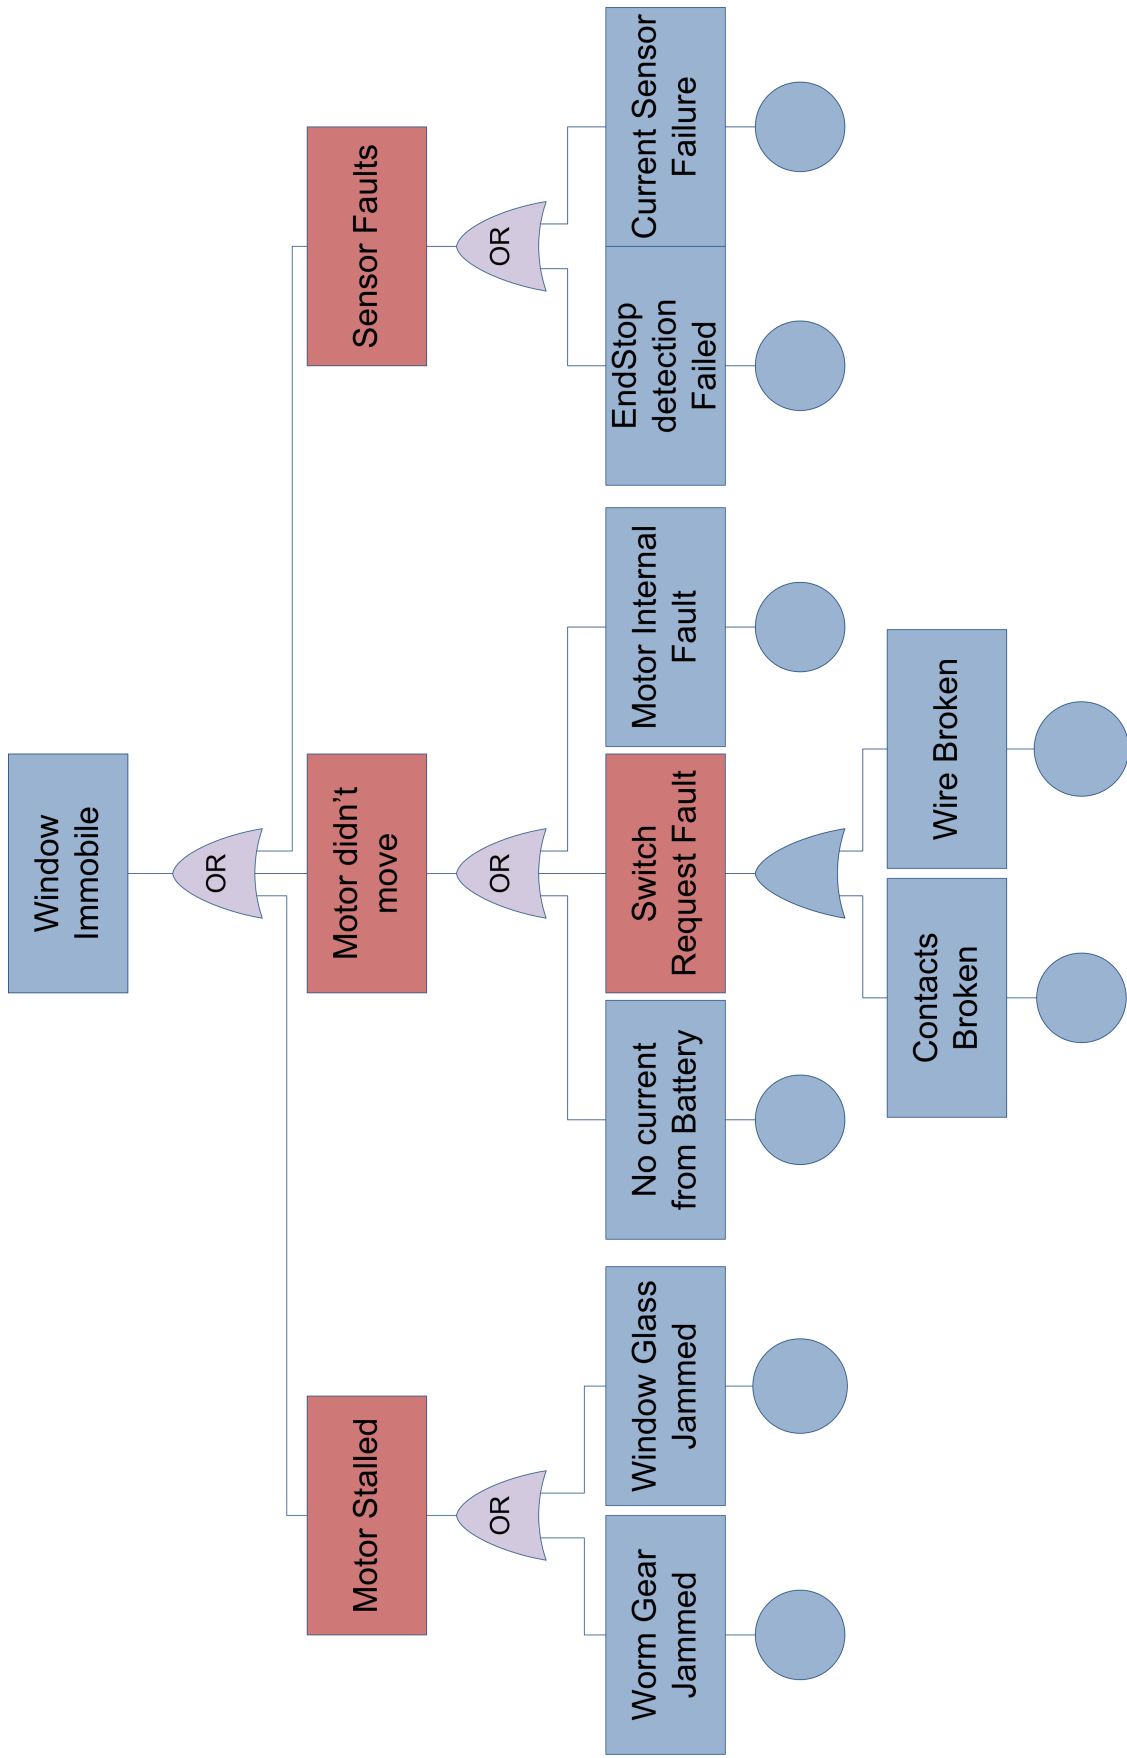 Window
Immobile
OR
Motor Stalled
Motor didn't
move
Sensor Faults
OR
OR
OR
Worm Gear
Jammed
Window Glass
Jammed
No current
from Battery
Switch
Request Fault
Motor Internal
Fault
EndStop
detection
Failed
Current Sensor
Failure
Contacts
Broken
Wire Broken